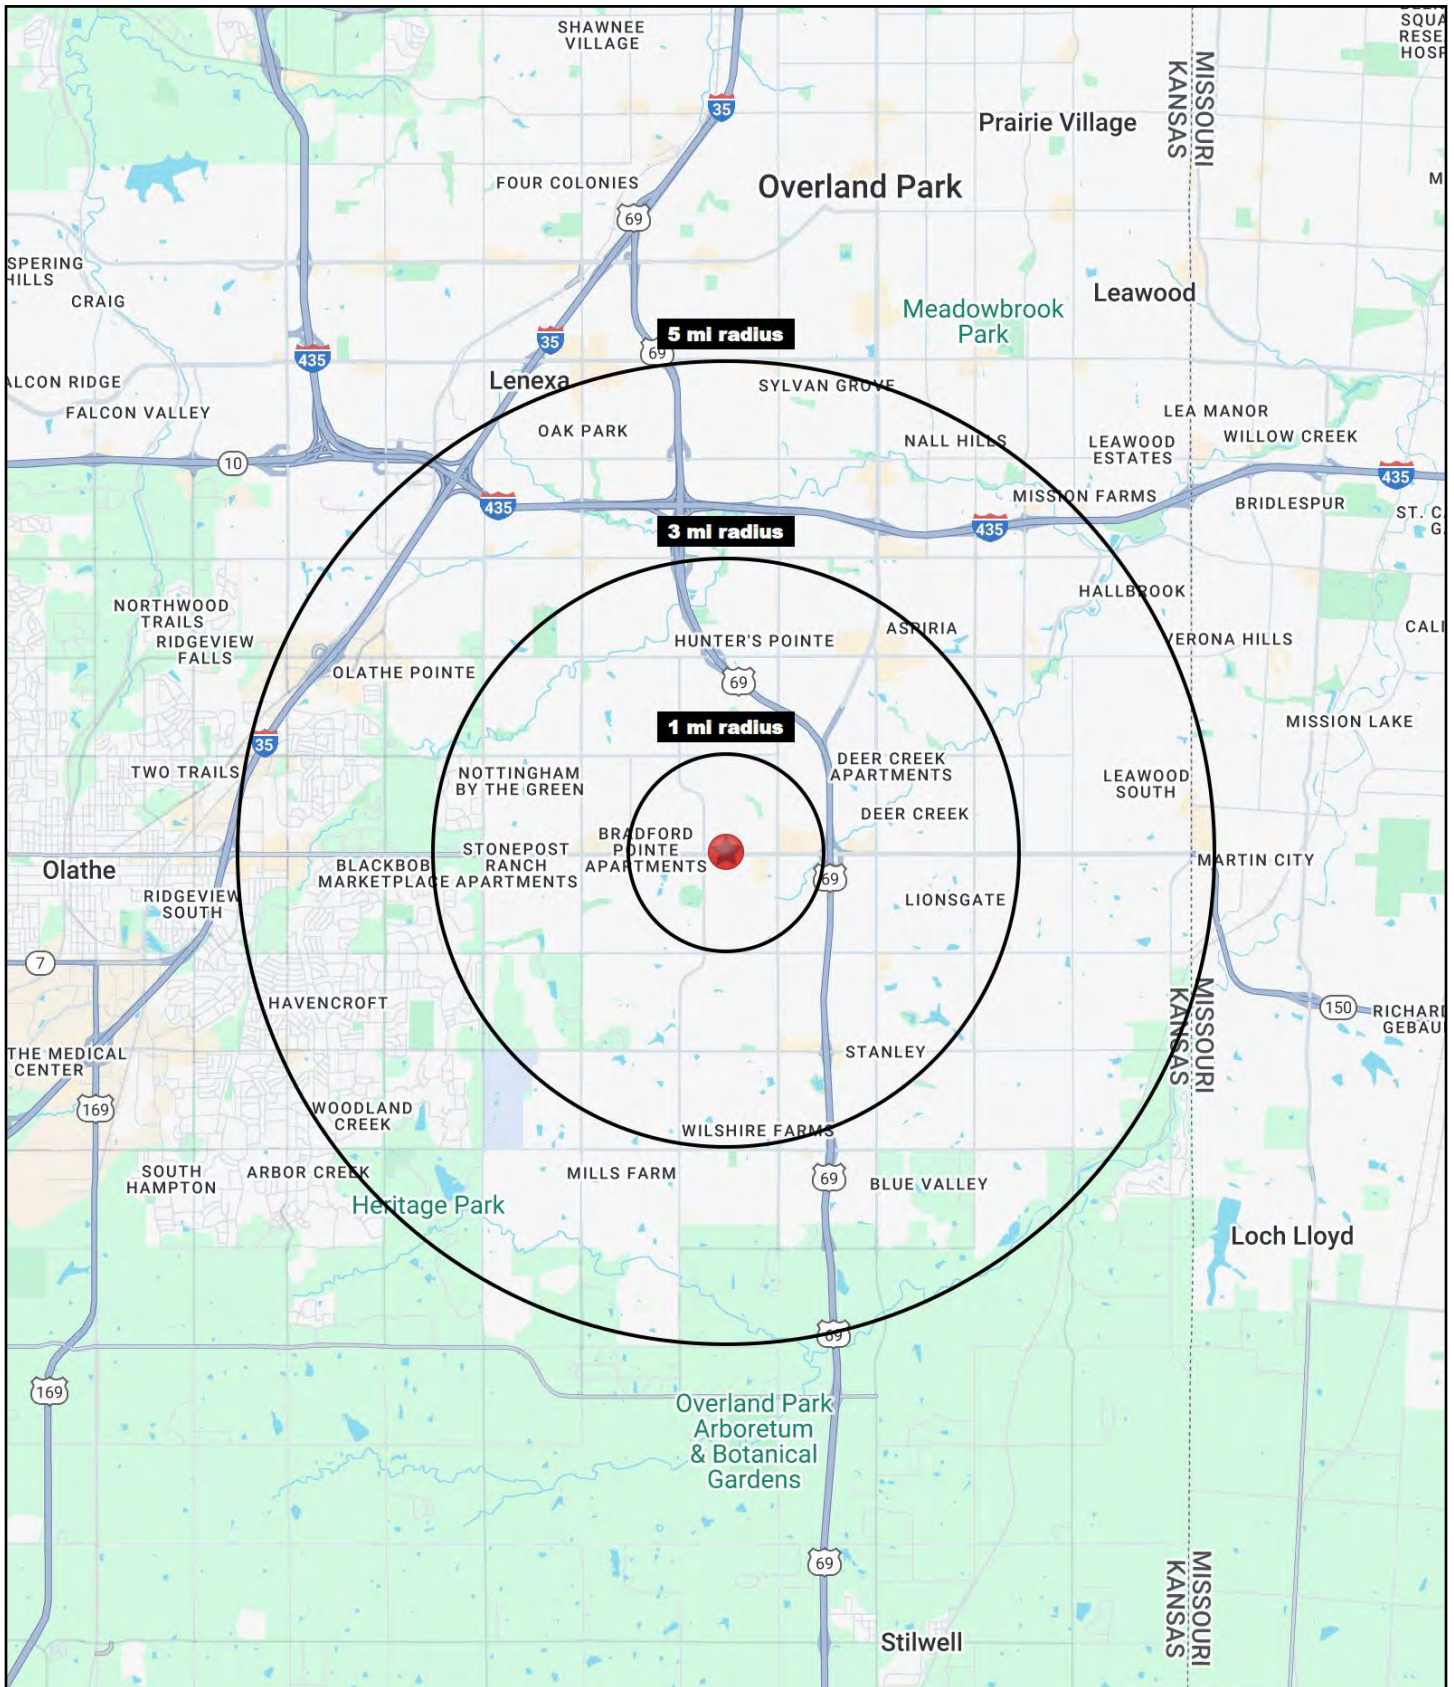 SHAWNEE
VILLAGE
SQUA
RESE
HOSP
35
MISSOURI
KANSAS
Prairie Village
FOUR COLONIES
Overland Park
M
69
SPERING
HILLS
CRAIG
Leawood
Meadowbrook
Park
5 mi radius
35
69
435
Lenexa
ALCON RIDGE
SYLVAN GROVE
FALCON VALLEY
LEA MANOR
OAK PARK
NALL HILLS
LEAWOOD
ESTATES
WILLOW CREEK
10
435
435
MISSION FARMS
BRIDLESPUR
ST. C
G
435
3 mi radius
HALLBROOK
NORTHWOOD
TRAILS
RIDGEVIEW
FALLS
HUNTER'S POINTE
ASPIRIA
VERONA HILLS
CALI
OLATHE POINTE
69
1 mi radius
MISSION LAKE
35
TWO TRAILS
NOTTINGHAM
BY THE GREEN
DEER CREEK
APARTMENTS
LEAWOOD
SOUTH
DEER CREEK
BRADFORD
POINTE
APARTMENTS
STONEPOST
RANCH
APARTMENTS
BLACKBOB
MARKETPLACE
Olathe
MARTIN CITY
69
RIDGEVIEW
SOUTH
LIONSGATE
7
HAVENCROFT
MISSOURI
KANSAS
150
RICHARD
GEBAU
THE MEDICAL
CENTER
STANLEY
169
WOODLAND
CREEK
WILSHIRE FARMS
SOUTH
HAMPTON
ARBOR CREEK
MILLS FARM
69
BLUE VALLEY
Heritage Park
Loch Lloyd
69
169
Overland Park
Arboretum
& Botanical
Gardens
69
MISSOURI
KANSAS
Stilwell